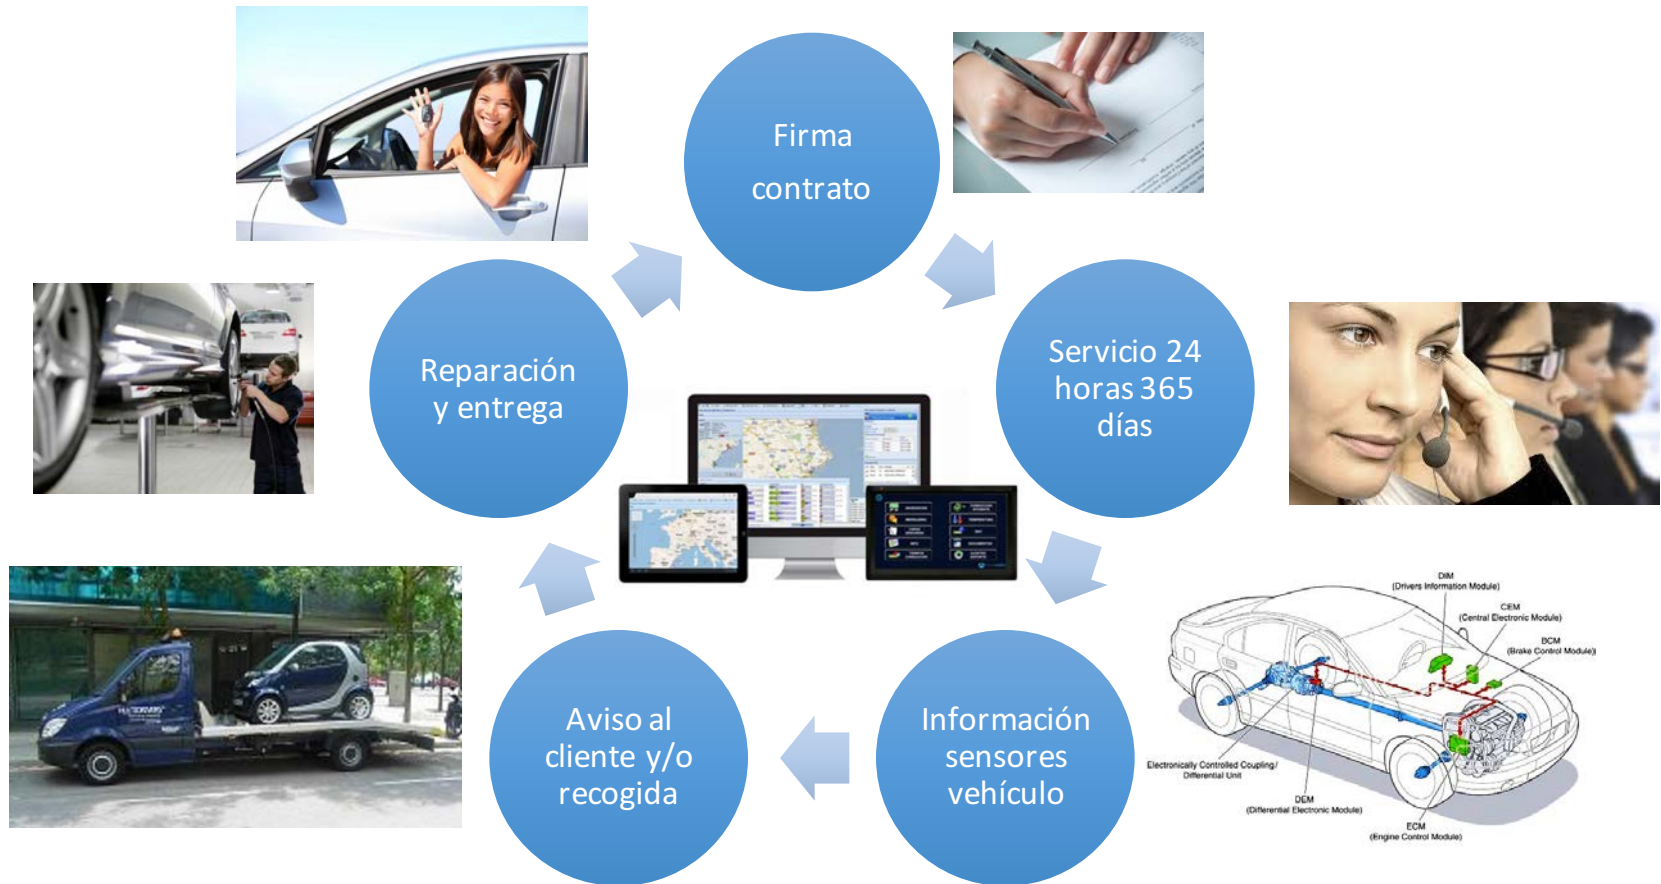 Firma
contrato
Servicio 24
horas 365
días
Reparación
y entrega
DIM
(Drivers Information Module)
CEM
(Central Electronic Module)
BCM
(Brake Control Module)
Aviso al
cliente y/o
recogida
Información
sensores
vehículo
Electronically Controlled Coupling/
Differential Unit
DEM
(Differential Electronic Module)
ECM
(Engine Control Module)